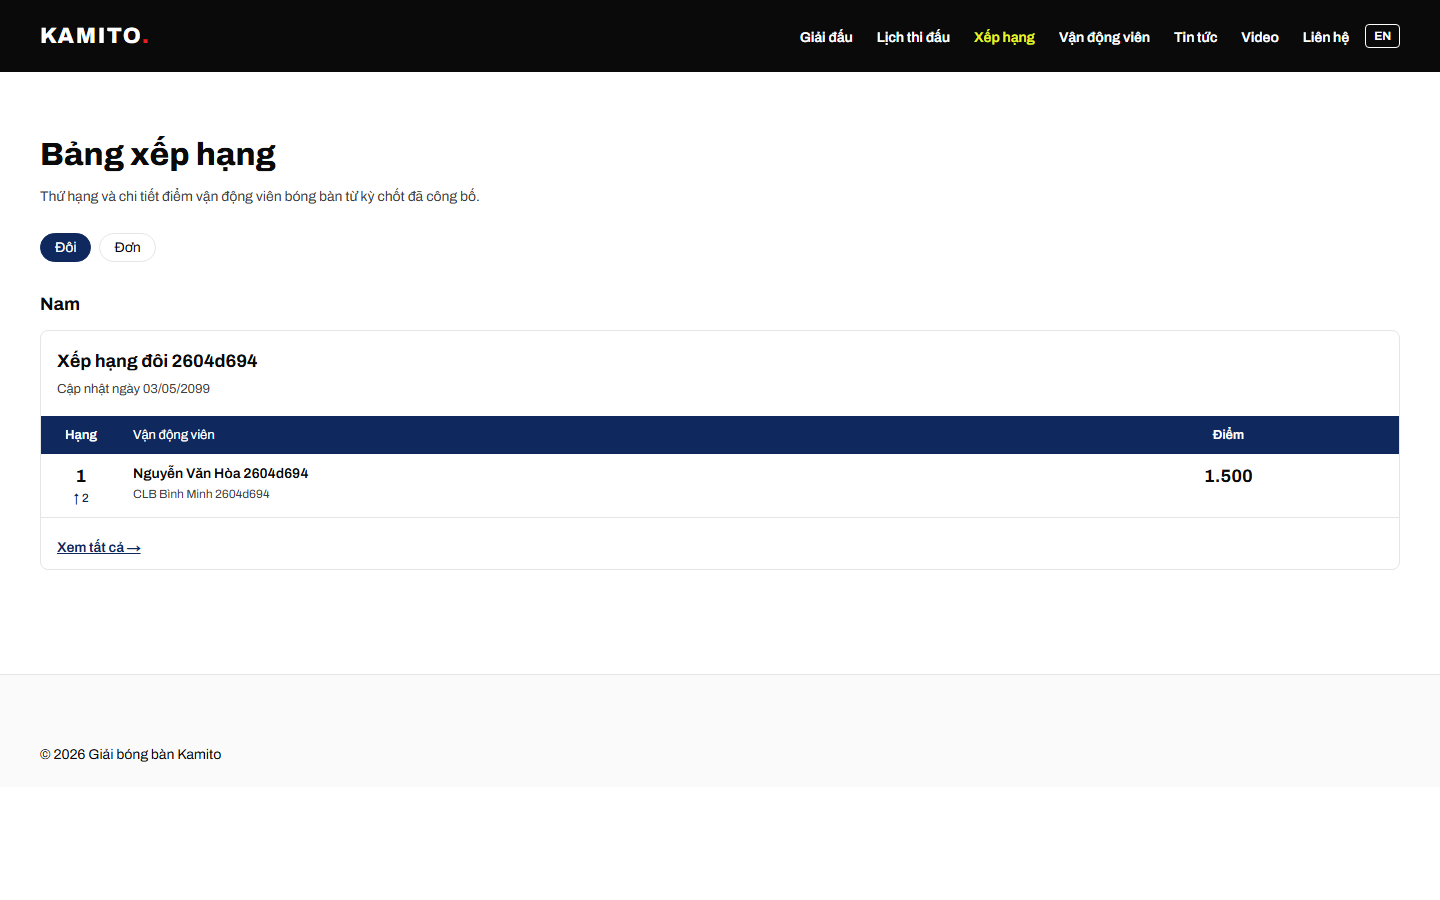 KAMITO.
Giải đấu Lịch thi đấu Xếp hạng Vận động viên Tin tức Video Liên hệ EN
Bảng xếp hạng
Thứ hạng và chi tiết điểm vận động viên bóng bàn từ kỳ chốt đã công bố.
Đôi Đơn
Nam
Xếp hạng đôi 2604d694
Cập nhật ngày 03/05/2099
Hạng Vận động viên Điểm
1 Nguyễn Văn Hòa 2604d694 1.500
↑ 2 CLB Bình Minh 2604d694
Xem tất cả →
© 2026 Giải bóng bàn Kamito